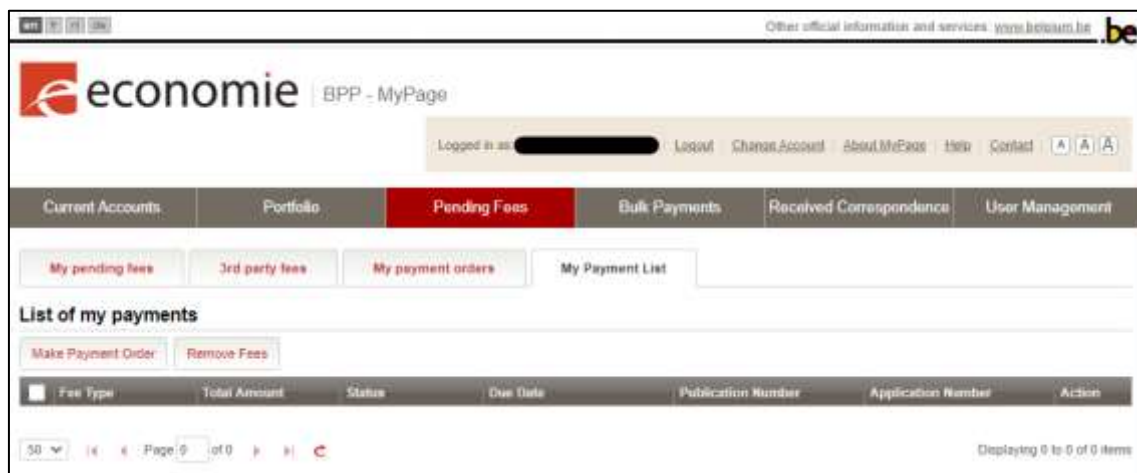 en fr nl de
Other official information and services: www.belgium.be .be
economie BPP - MyPage
Logged in as Logout Change Account About MyPage Help Contact A A A
Current Accounts Portfolio Pending Fees Bulk Payments Received Correspondence User Management
My pending fees 3rd party fees My payment orders My Payment List
List of my payments
Make Payment Order Remove Fees
Fee Type Total Amount Status Due Date Publication Number Application Number Action
50 Page 0 of 0 Displaying 0 to 0 of 0 items